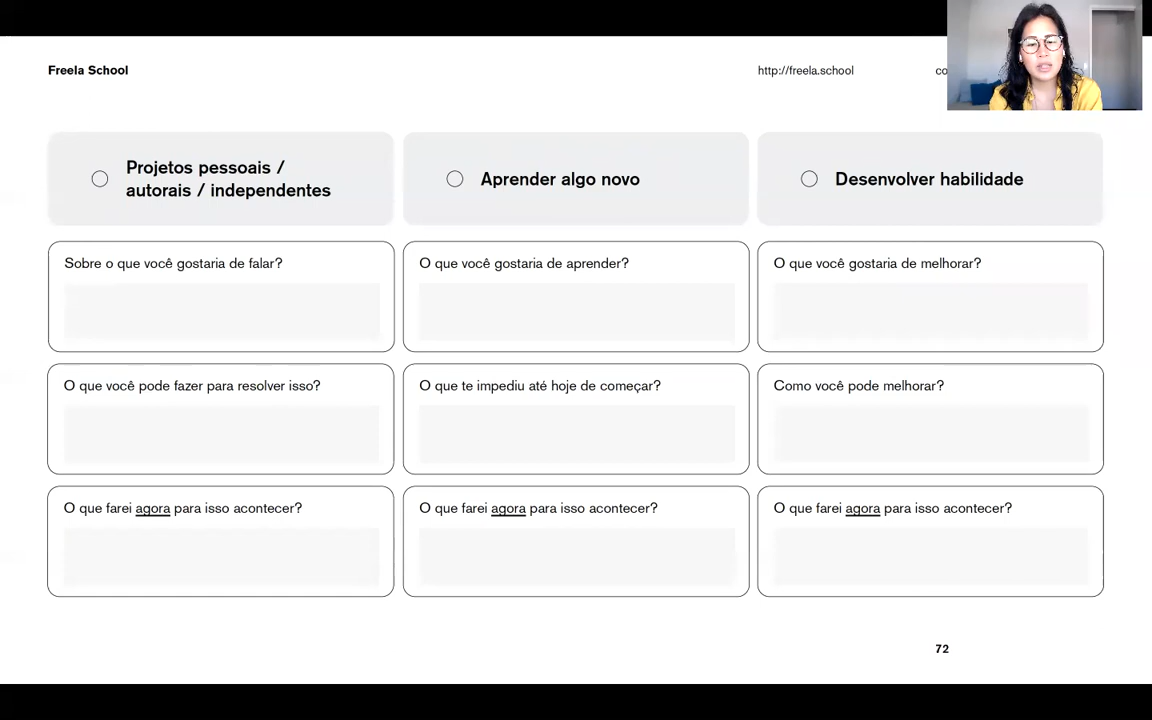 Freela School
http://freela.school
co
Projetos pessoais /
autorais / independentes
Aprender algo novo
Desenvolver habilidade
Sobre o que você gostaria de falar?
O que você gostaria de aprender?
O que você gostaria de melhorar?
O que você pode fazer para resolver isso?
O que te impediu até hoje de começar?
Como você pode melhorar?
O que farei agora para isso acontecer?
O que farei agora para isso acontecer?
O que farei agora para isso acontecer?
72